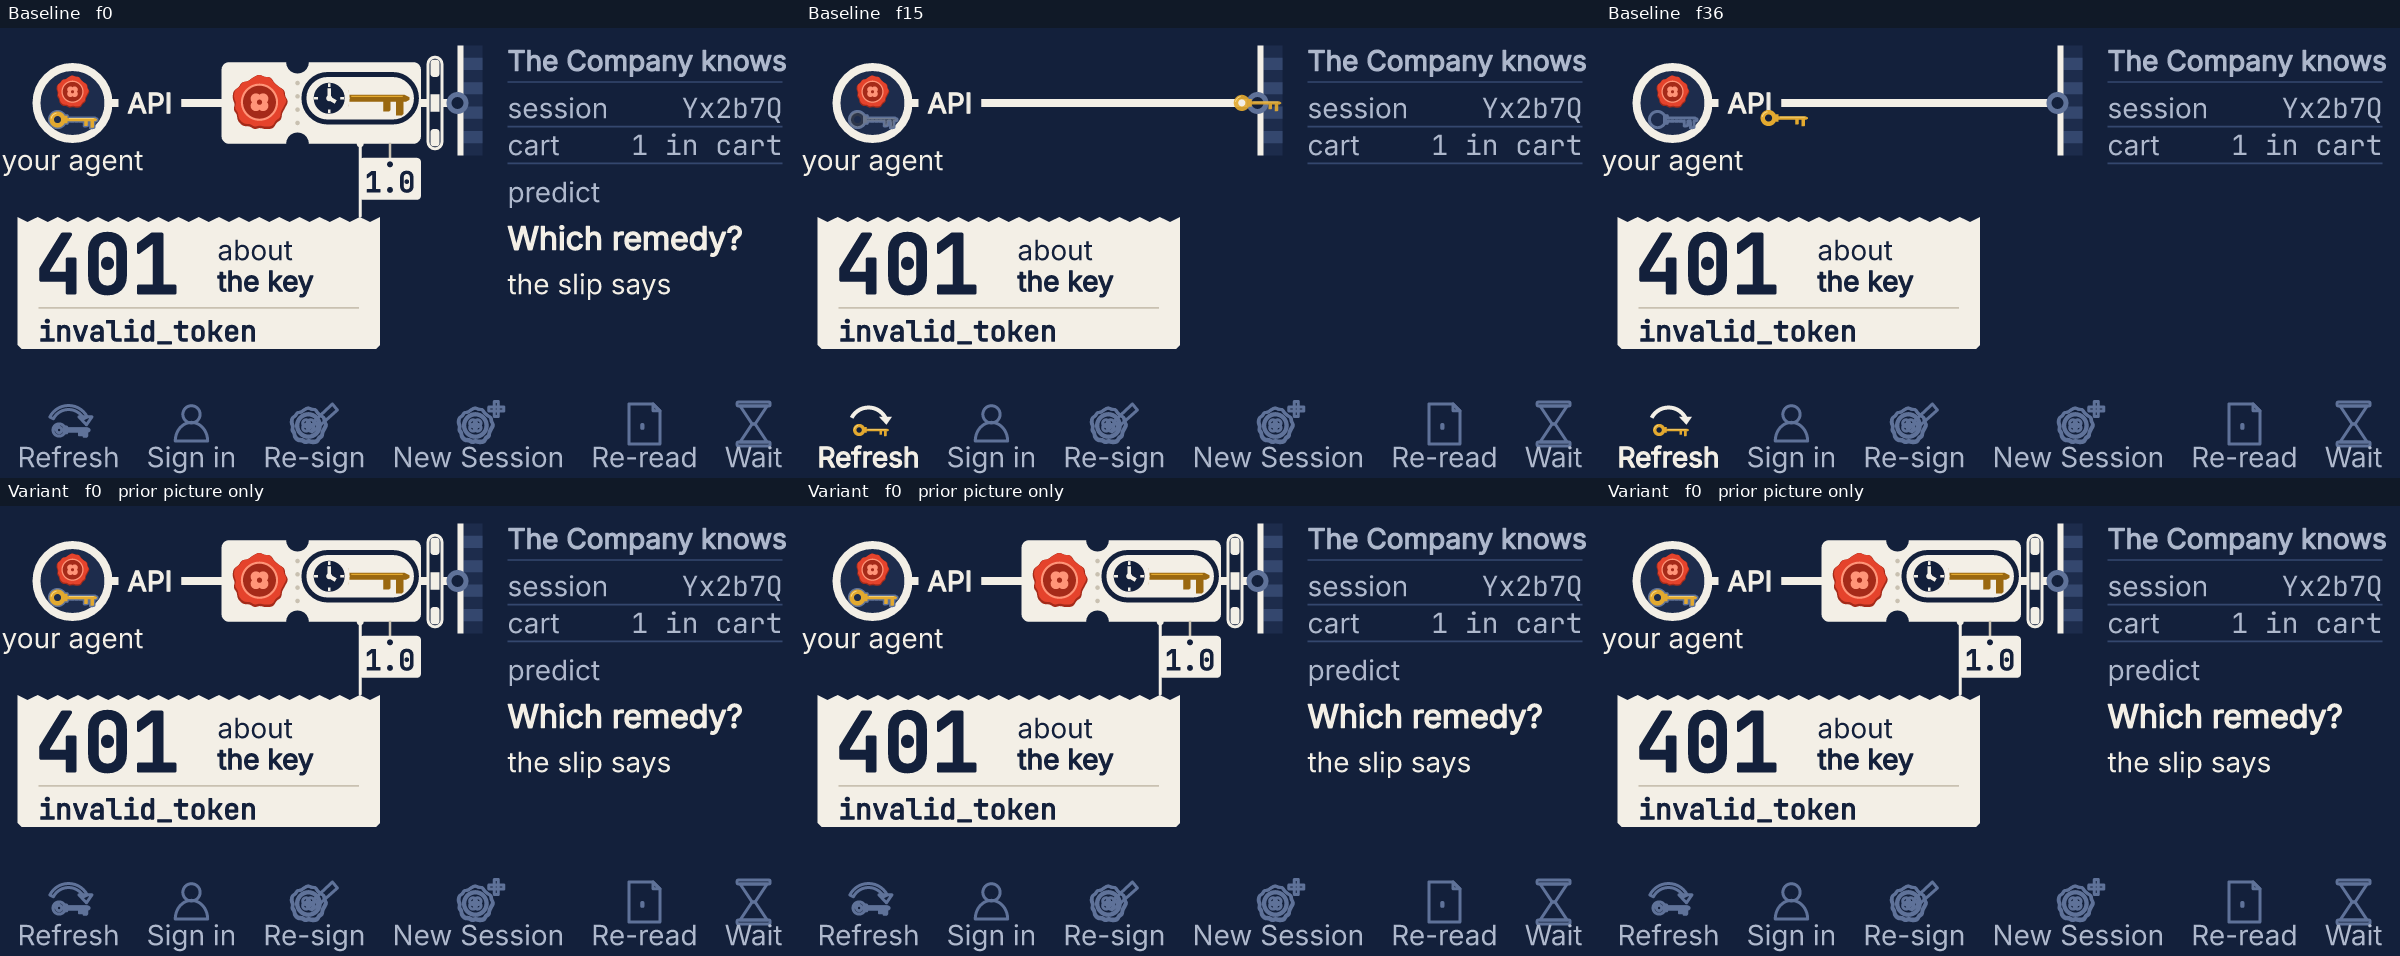 Baseline f0
The Company knows
API
session Yx2b7Q
cart 1 in cart
your agent
1.0
predict
401 about the key
Which remedy?
the slip says
invalid_token
Refresh Sign in Re-sign New Session Re-read Wait
Baseline f15
The Company knows
API
session Yx2b7Q
cart 1 in cart
your agent
401 about the key
invalid_token
Refresh Sign in Re-sign New Session Re-read Wait
Baseline f36
The Company knows
API
session Yx2b7Q
cart 1 in cart
your agent
401 about the key
invalid_token
Refresh Sign in Re-sign New Session Re-read Wait
Variant f0 prior picture only
The Company knows
API
session Yx2b7Q
cart 1 in cart
your agent
1.0
predict
401 about the key
Which remedy?
the slip says
invalid_token
Refresh Sign in Re-sign New Session Re-read Wait
Variant f0 prior picture only
The Company knows
API
session Yx2b7Q
cart 1 in cart
your agent
1.0
predict
401 about the key
Which remedy?
the slip says
invalid_token
Refresh Sign in Re-sign New Session Re-read Wait
Variant f0 prior picture only
The Company knows
API
session Yx2b7Q
cart 1 in cart
your agent
1.0
predict
401 about the key
Which remedy?
the slip says
invalid_token
Refresh Sign in Re-sign New Session Re-read Wait